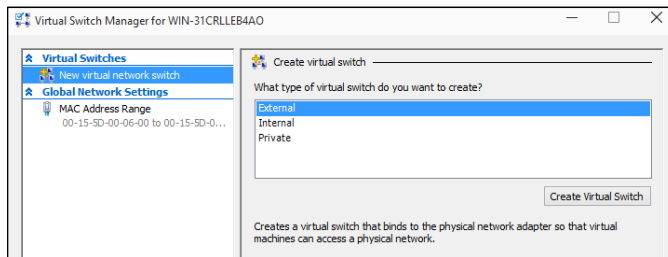 Virtual Switch Manager for WIN-31CRLLEB4AO
Virtual Switches
New virtual network switch
Global Network Settings
MAC Address Range
00-15-5D-00-06-00 to 00-15-5D-0...
Create virtual switch
What type of virtual switch do you want to create?
External
Internal
Private
Create Virtual Switch
Creates a virtual switch that binds to the physical network adapter so that virtual
machines can access a physical network.